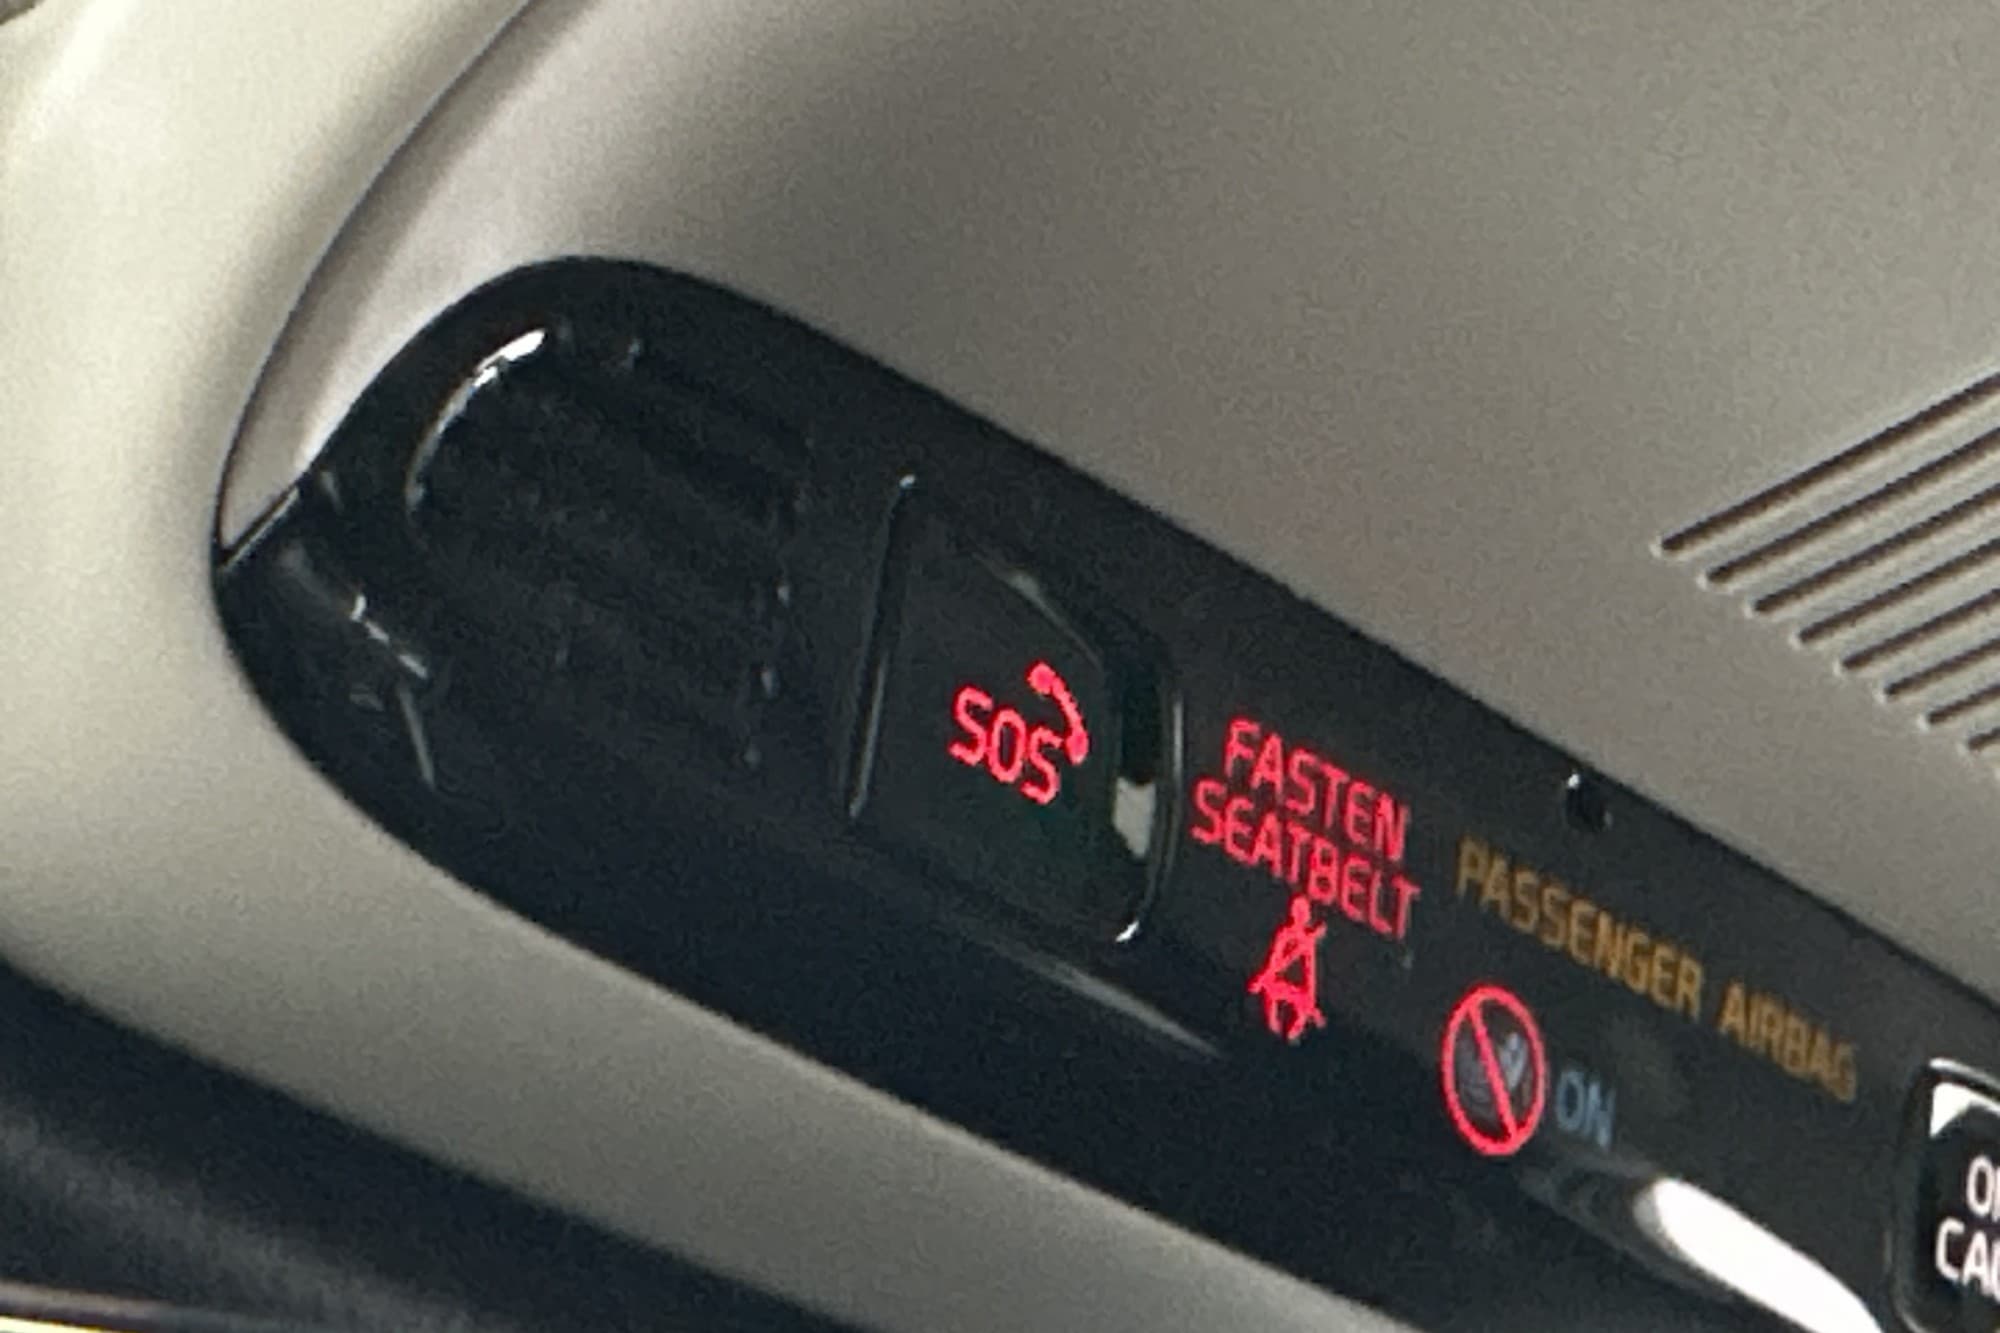 SOS
FASTEN
SEATBELT
PASSENGER AIRBAG
ON